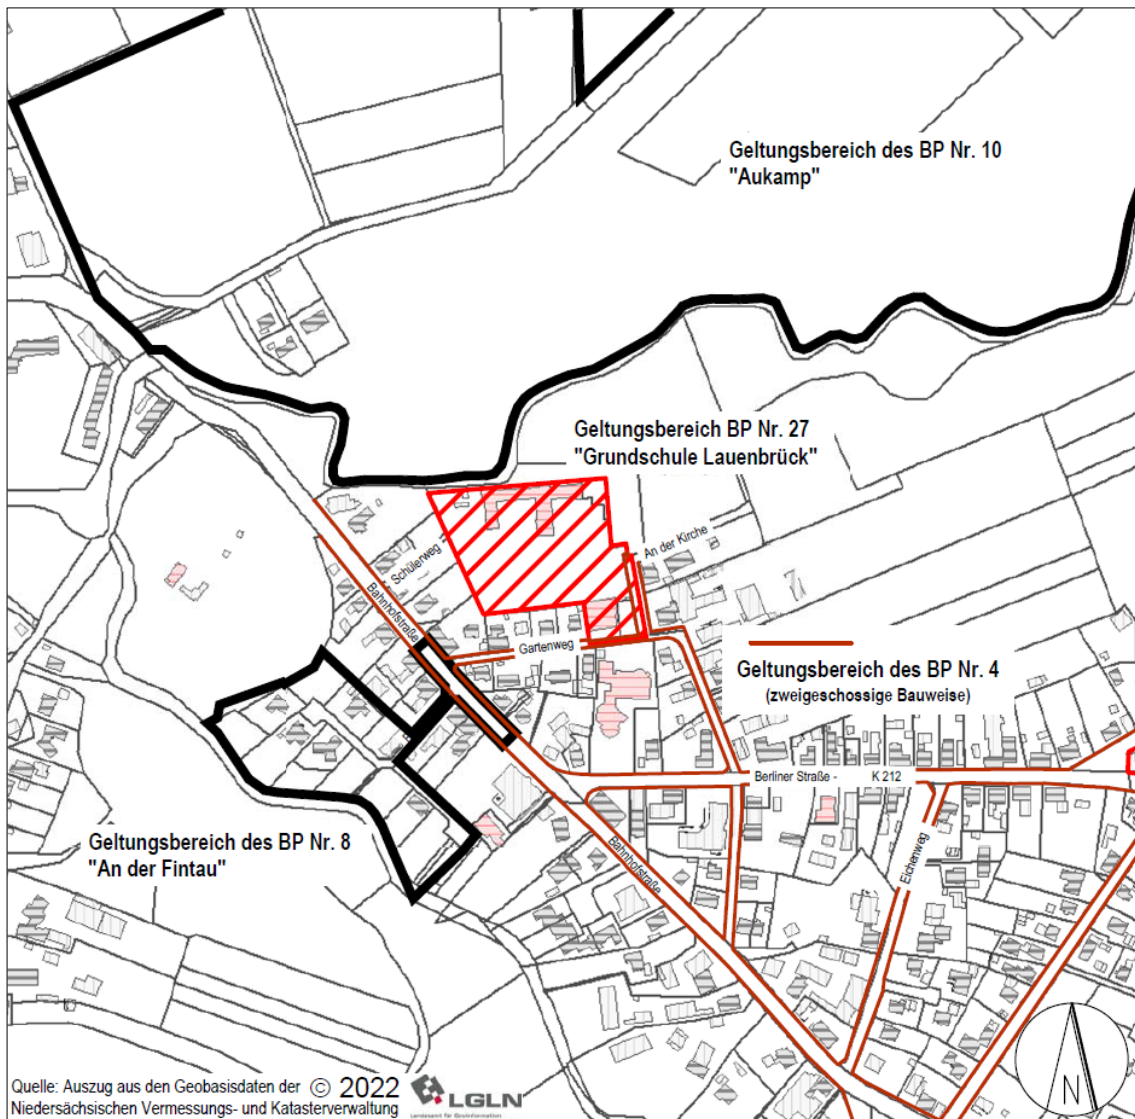 Geltungsbereich des BP Nr. 10
"Aukamp"
Geltungsbereich BP Nr. 27
"Grundschule Lauenbrück"
An der Kirche
Schülerweg
Bahnhofstraße
Gartenweg
Geltungsbereich des BP Nr. 4
(zweigeschossige Bauweise)
Berliner Straße - K 212
Geltungsbereich des BP Nr. 8
"An der Fintau"
Bahnhofstraße
Eichenweg
N
Quelle: Auszug aus den Geobasisdaten der © 2022
Niedersächsischen Vermessungs- und Katasterverwaltung
LGLN